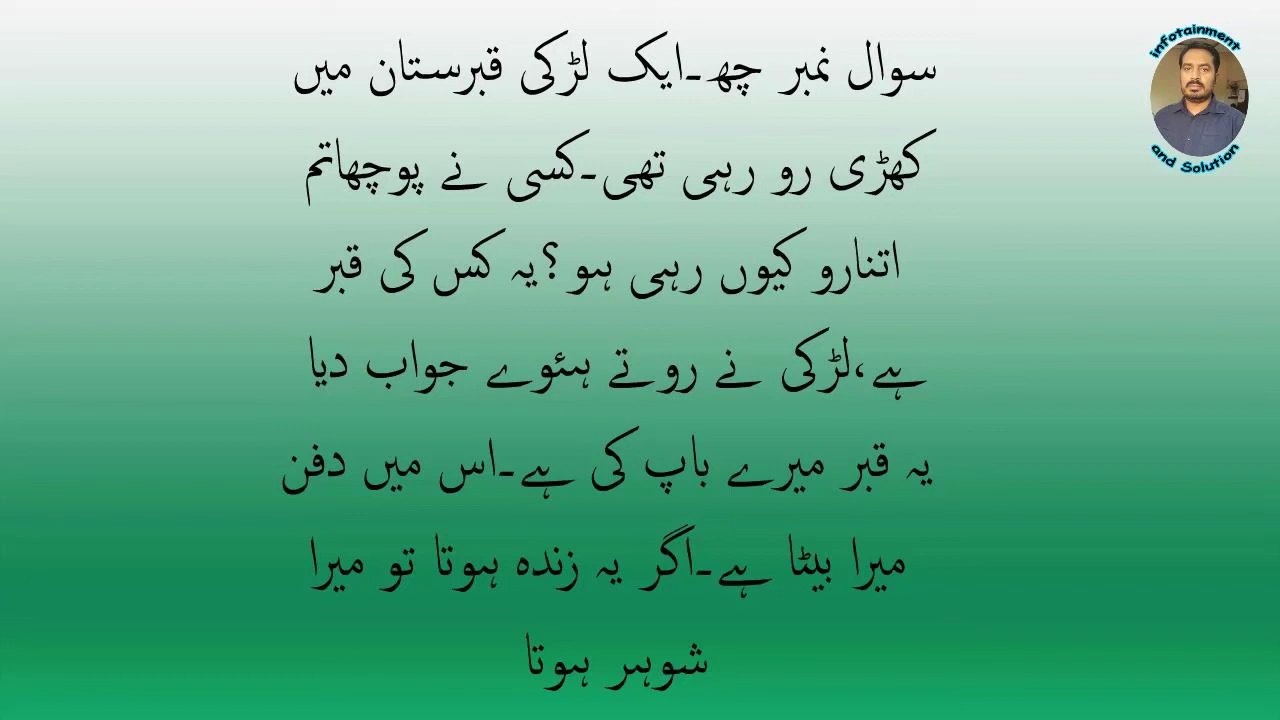 سوال نمبر چھ۔ایک لڑکی قبرستان میں
کھڑی رو رہی تھی۔کسی نے پوچھاتم
اتنارو کیوں رہی ہو؟یہ کس کی قبر
ہے،لڑکی نے روتے ہئوے جواب دیا
یہ قبر میرے باپ کی ہے۔اس میں دفن
میرا بیٹا ہے۔اگر یہ زندہ ہوتا تو میرا
شوہر ہوتا
infotainment
and Solution